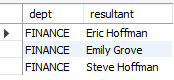 dept resultant
FINANCE Eric Hoffman
FINANCE Emily Grove
FINANCE Steve Hoffman